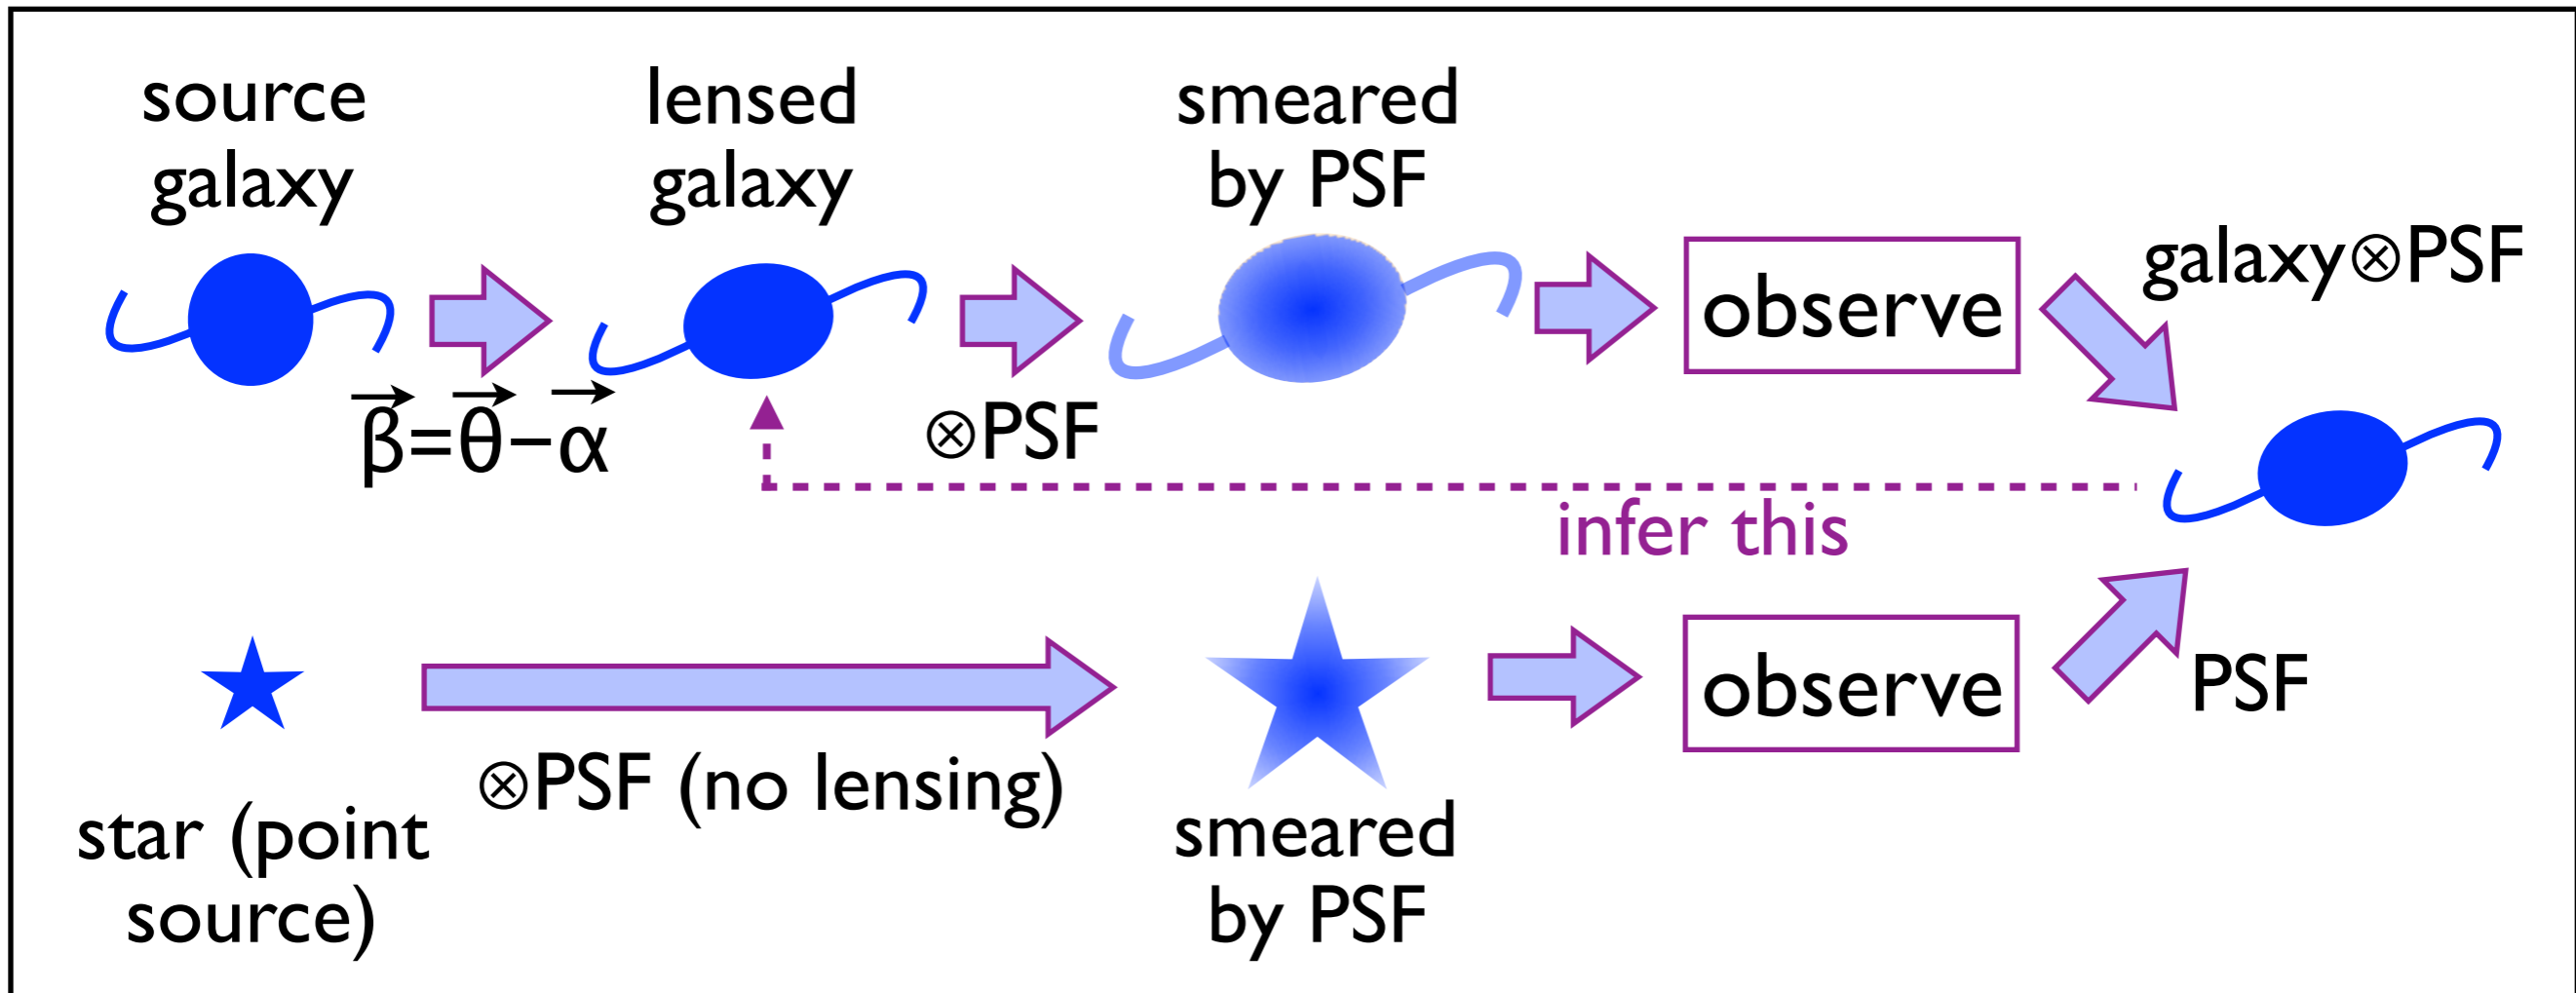 source
galaxy
lensed
galaxy
smeared
by PSF
observe
galaxy⊗PSF
β⃗=θ⃗−α⃗
⊗PSF
infer this
star (point
source)
⊗PSF (no lensing)
smeared
by PSF
observe
PSF